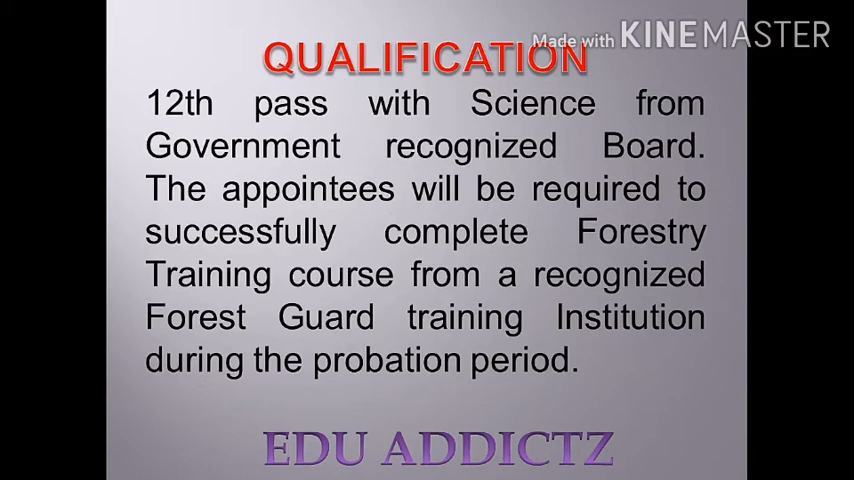 Made with KINEMASTER
QUALIFICATION
12th pass with Science from
Government recognized Board.
The appointees will be required to
successfully complete Forestry
Training course from a recognized
Forest Guard training Institution
during the probation period.
EDU ADDICTZ